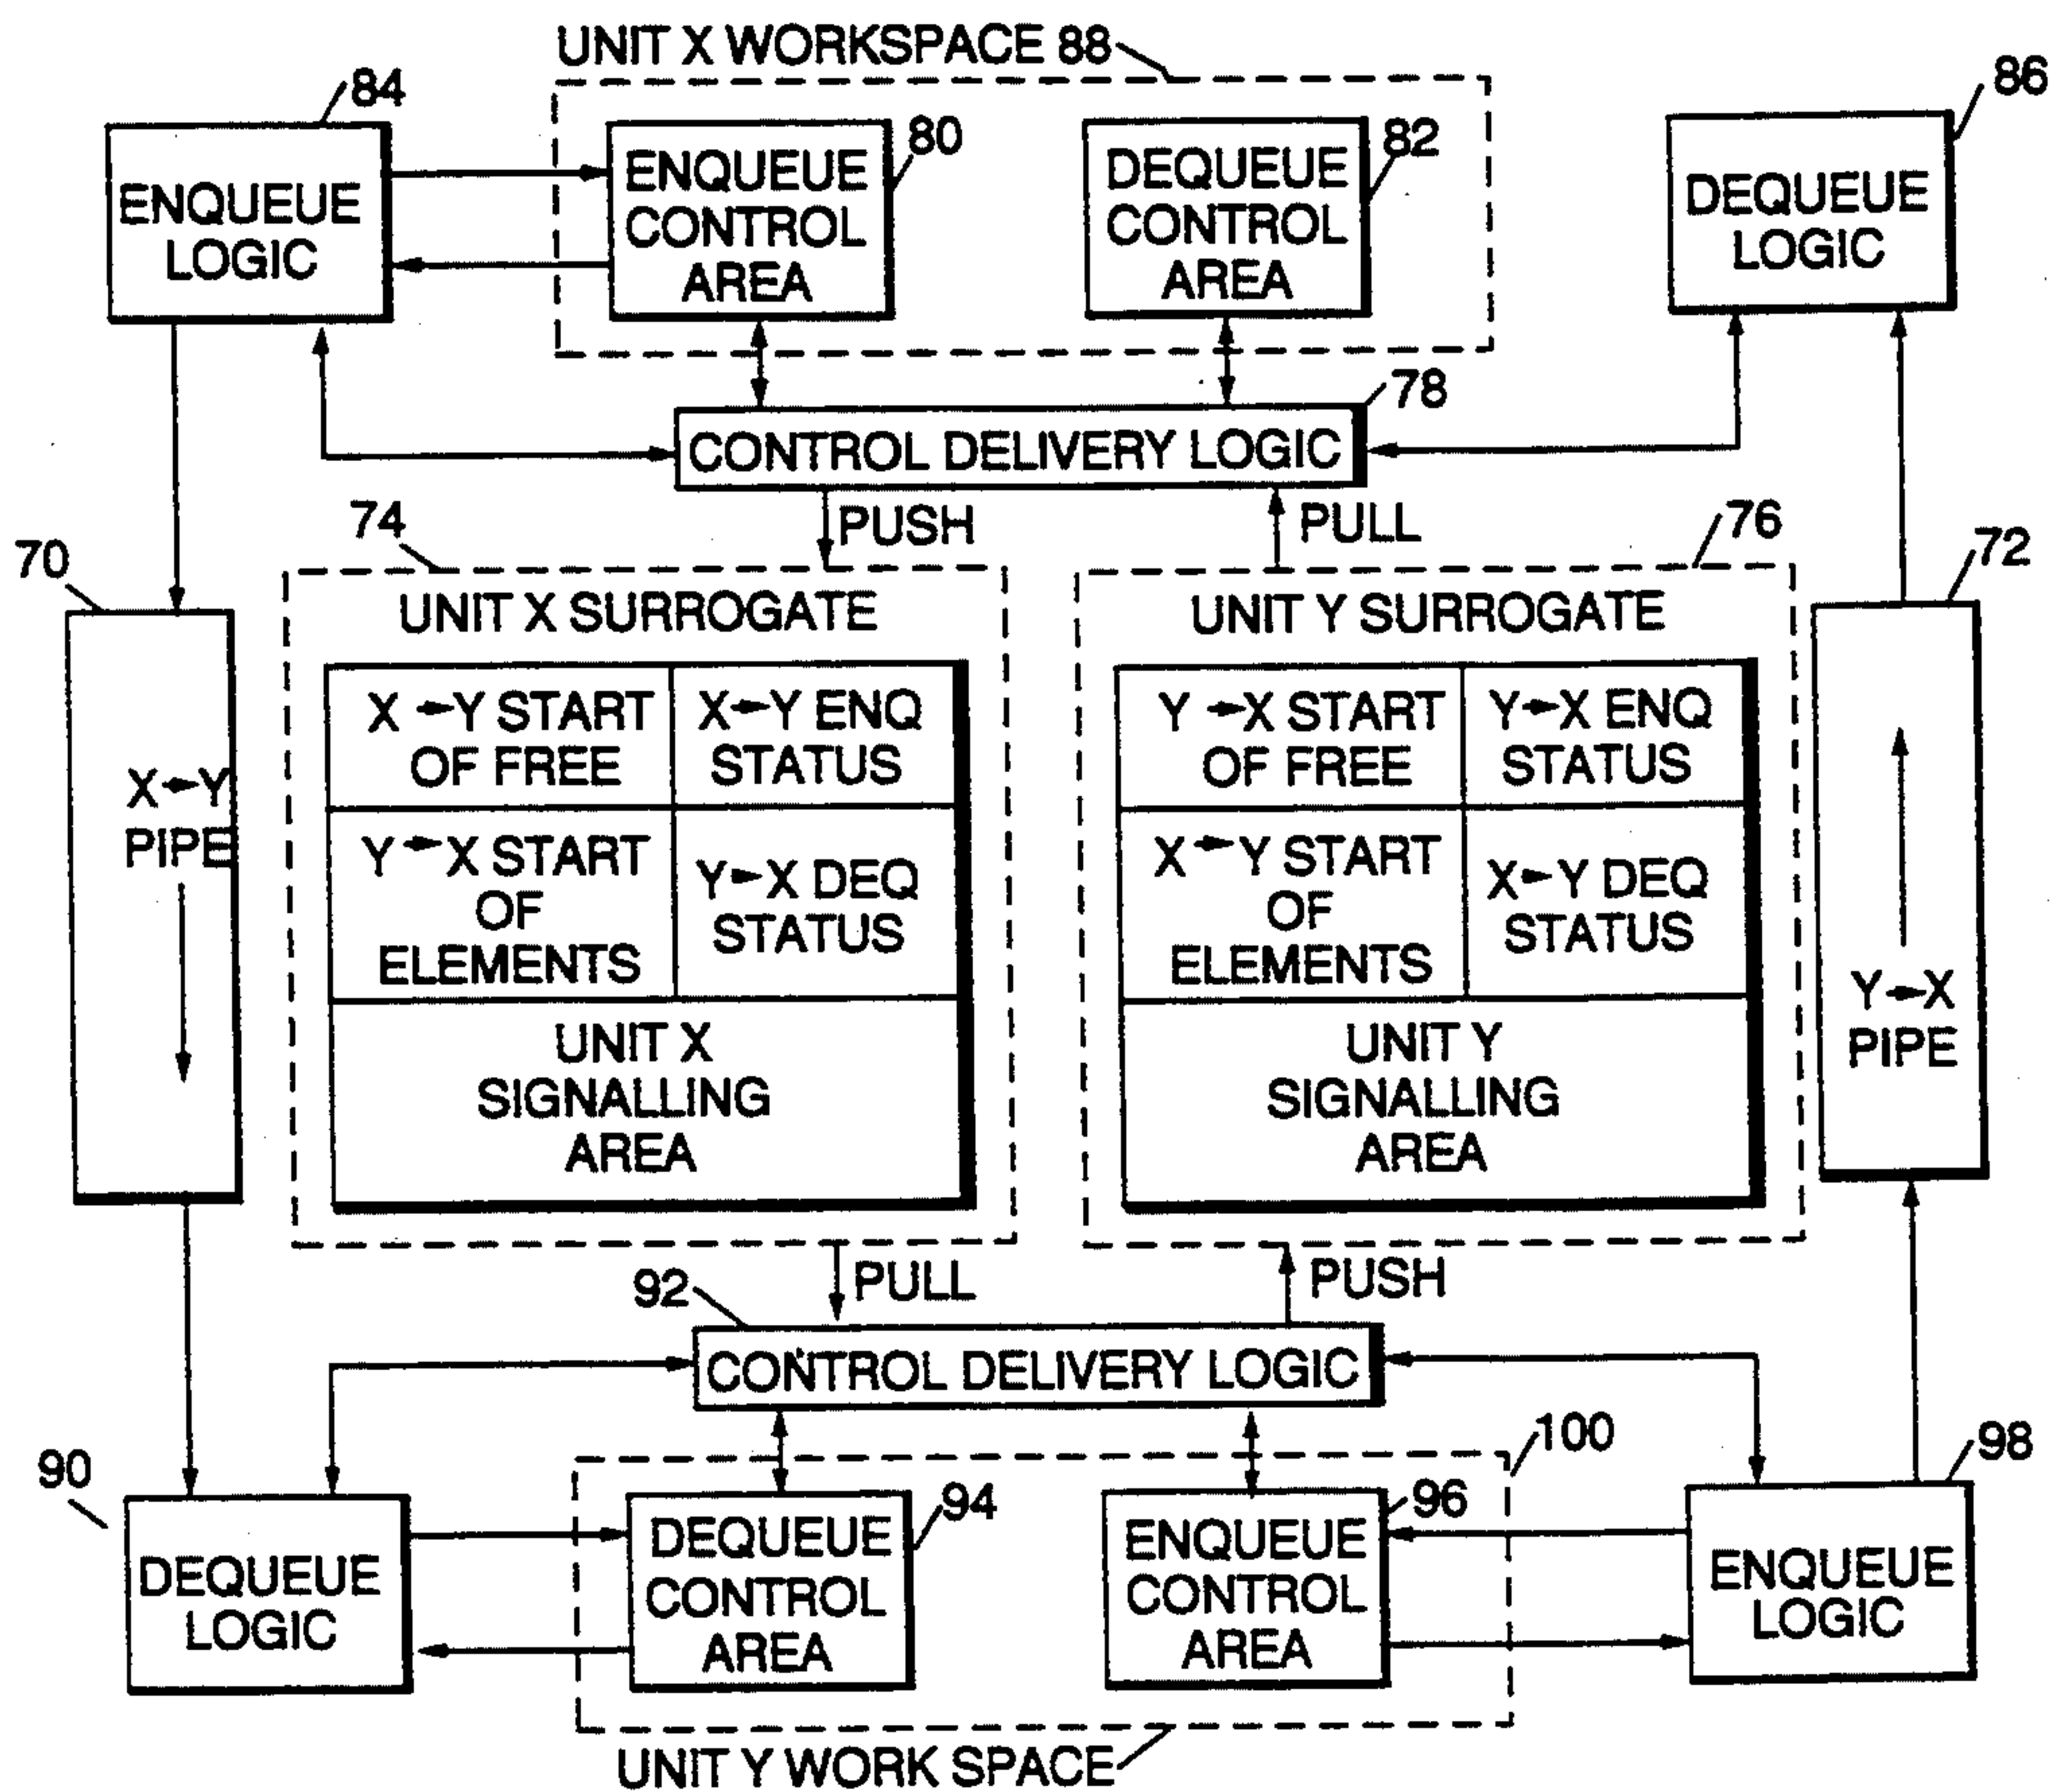 UNIT X WORKSPACE 88
84
86
ENQUEUE
LOGIC
80
ENQUEUE
CONTROL
AREA
82
DEQUEUE
CONTROL
AREA
DEQUEUE
LOGIC
78
CONTROL DELIVERY LOGIC
74
PUSH
PULL
76
70
72
UNIT X SURROGATE
X→Y START
OF FREE
X→Y ENQ
STATUS
Y→X START
OF
ELEMENTS
Y→X DEQ
STATUS
UNIT X
SIGNALLING
AREA
UNIT Y SURROGATE
Y→X START
OF FREE
Y→X ENQ
STATUS
X→Y START
OF
ELEMENTS
X→Y DEQ
STATUS
UNIT Y
SIGNALLING
AREA
X→Y
PIPE
Y→X
PIPE
92
PULL
PUSH
CONTROL DELIVERY LOGIC
90
100
98
DEQUEUE
LOGIC
94
DEQUEUE
CONTROL
AREA
96
ENQUEUE
CONTROL
AREA
ENQUEUE
LOGIC
UNIT Y WORK SPACE